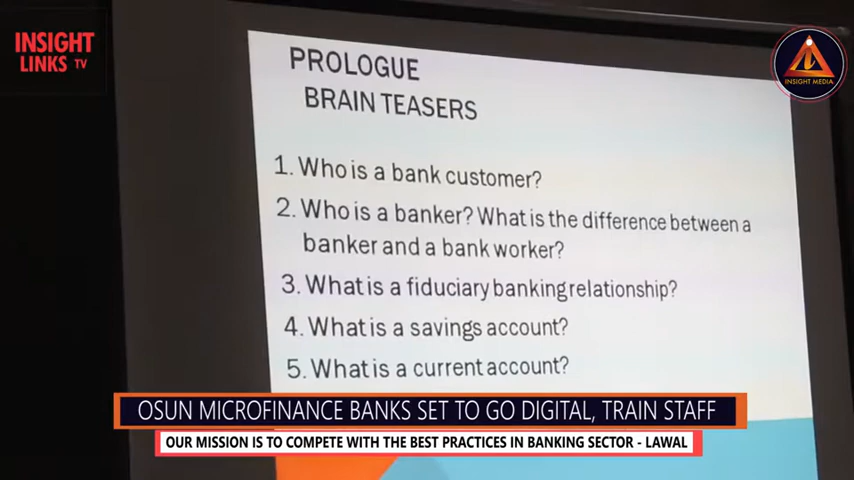 INSIGHT
LINKS TV
INSIGHT MEDIA
PROLOGUE
BRAIN TEASERS
1. Who is a bank customer?
2. Who is a banker? What is the difference between a
banker and a bank worker?
3. What is a fiduciary banking relationship?
4. What is a savings account?
5. What is a current account?
OSUN MICROFINANCE BANKS SET TO GO DIGITAL, TRAIN STAFF
OUR MISSION IS TO COMPETE WITH THE BEST PRACTICES IN BANKING SECTOR - LAWAL